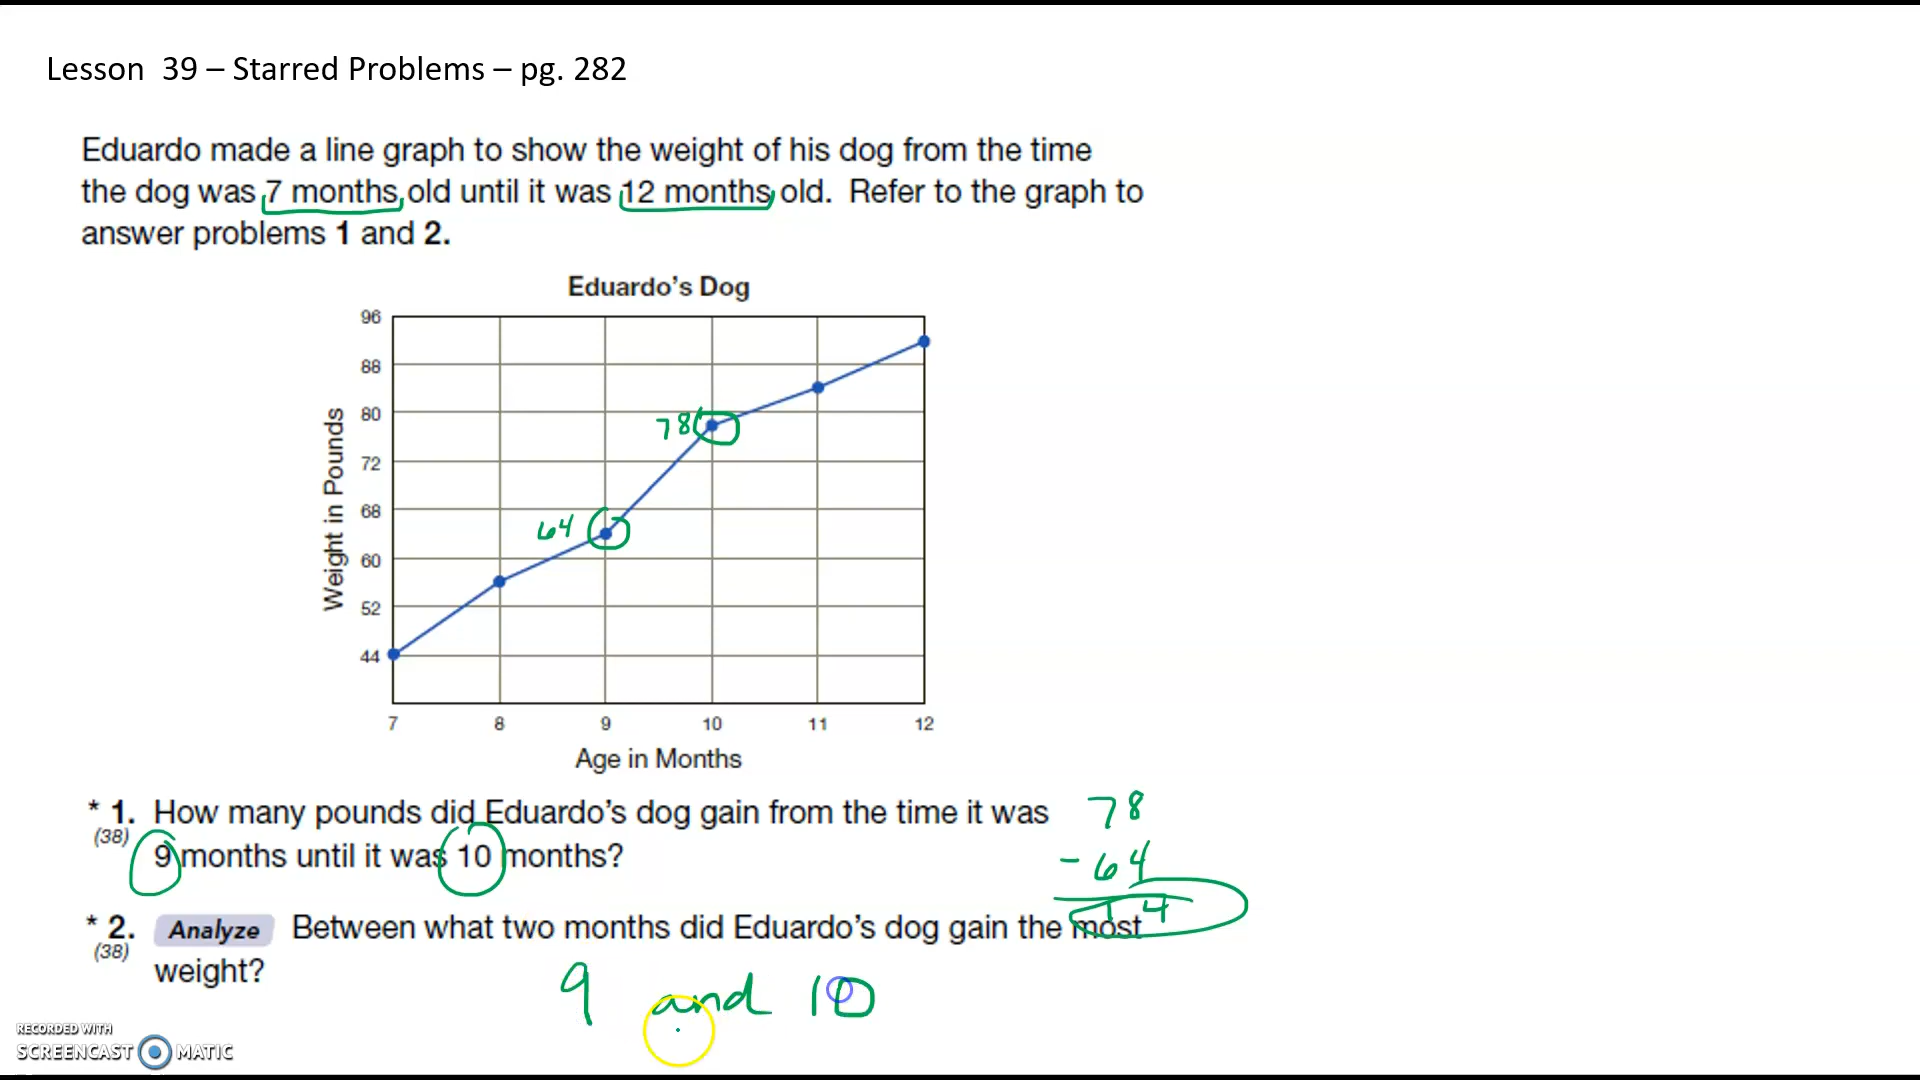 Lesson 39 – Starred Problems – pg. 282
Eduardo made a line graph to show the weight of his dog from the time
the dog was 7 months old until it was 12 months old. Refer to the graph to
answer problems 1 and 2.
Eduardo's Dog
96
88
80
78
72
68
64
60
52
44
Weight in Pounds
7 8 9 10 11 12
Age in Months
* 1. How many pounds did Eduardo's dog gain from the time it was
(38)
9 months until it was 10 months?
78
- 64
14
* 2. Analyze Between what two months did Eduardo's dog gain the most
(38)
weight?
9 and 10
RECORDED WITH
SCREENCAST MATIC